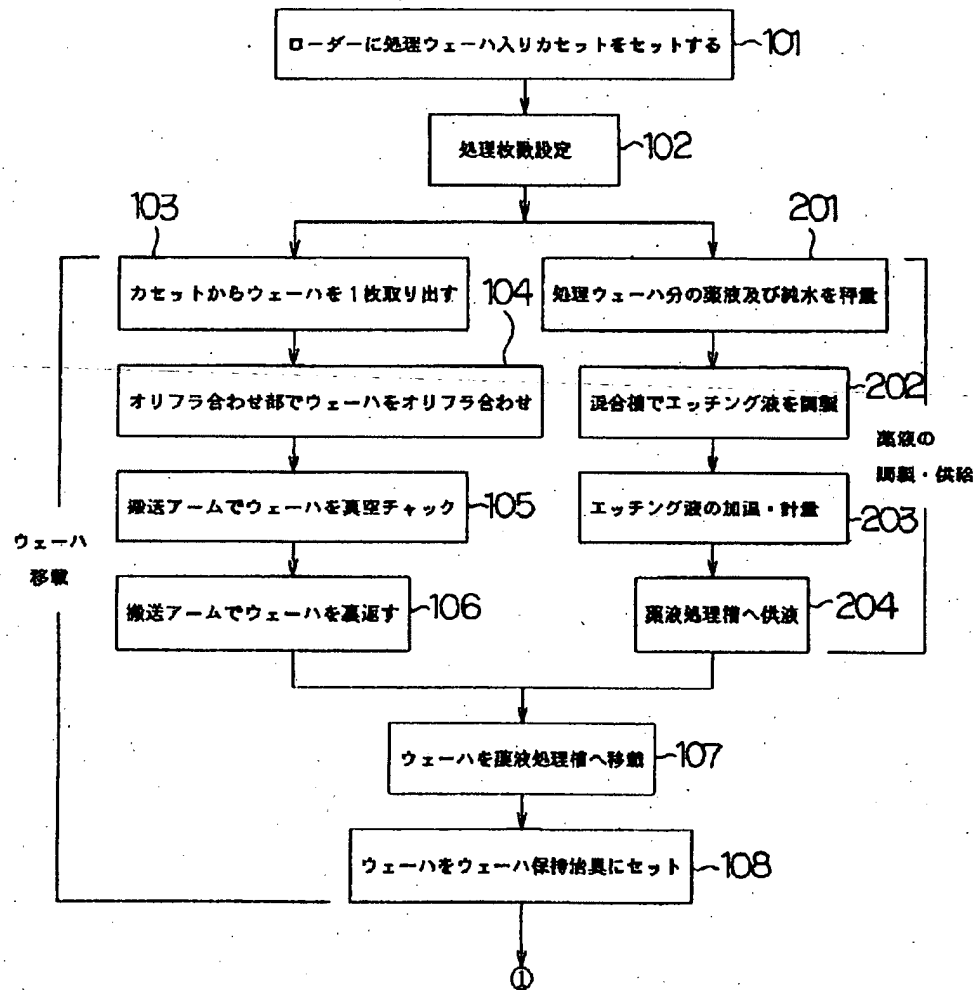 ローダーに処理ウェーハ入りカセットをセットする
101
処理枚数設定
102
103
201
カセットからウェーハを1枚取り出す
104
処理ウェーハ分の薬液及び純水を秤量
オリフラ合わせ部でウェーハをオリフラ合わせ
混合槽でエッチング液を調製
202
薬液の
調製・供給
搬送アームでウェーハを真空チャック
105
エッチング液の加温・計量
203
ウェーハ
移載
搬送アームでウェーハを裏返す
106
薬液処理槽へ供液
204
ウェーハを薬液処理槽へ移載
107
ウェーハをウェーハ保持治具にセット
108
①